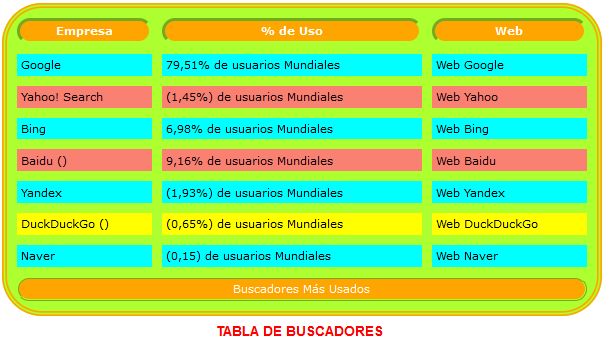 Empresa % de Uso Web
Google 79,51% de usuarios Mundiales Web Google
Yahoo! Search (1,45%) de usuarios Mundiales Web Yahoo
Bing 6,98% de usuarios Mundiales Web Bing
Baidu () 9,16% de usuarios Mundiales Web Baidu
Yandex (1,93%) de usuarios Mundiales Web Yandex
DuckDuckGo () (0,65%) de usuarios Mundiales Web DuckDuckGo
Naver (0,15) de usuarios Mundiales Web Naver
Buscadores Más Usados
TABLA DE BUSCADORES